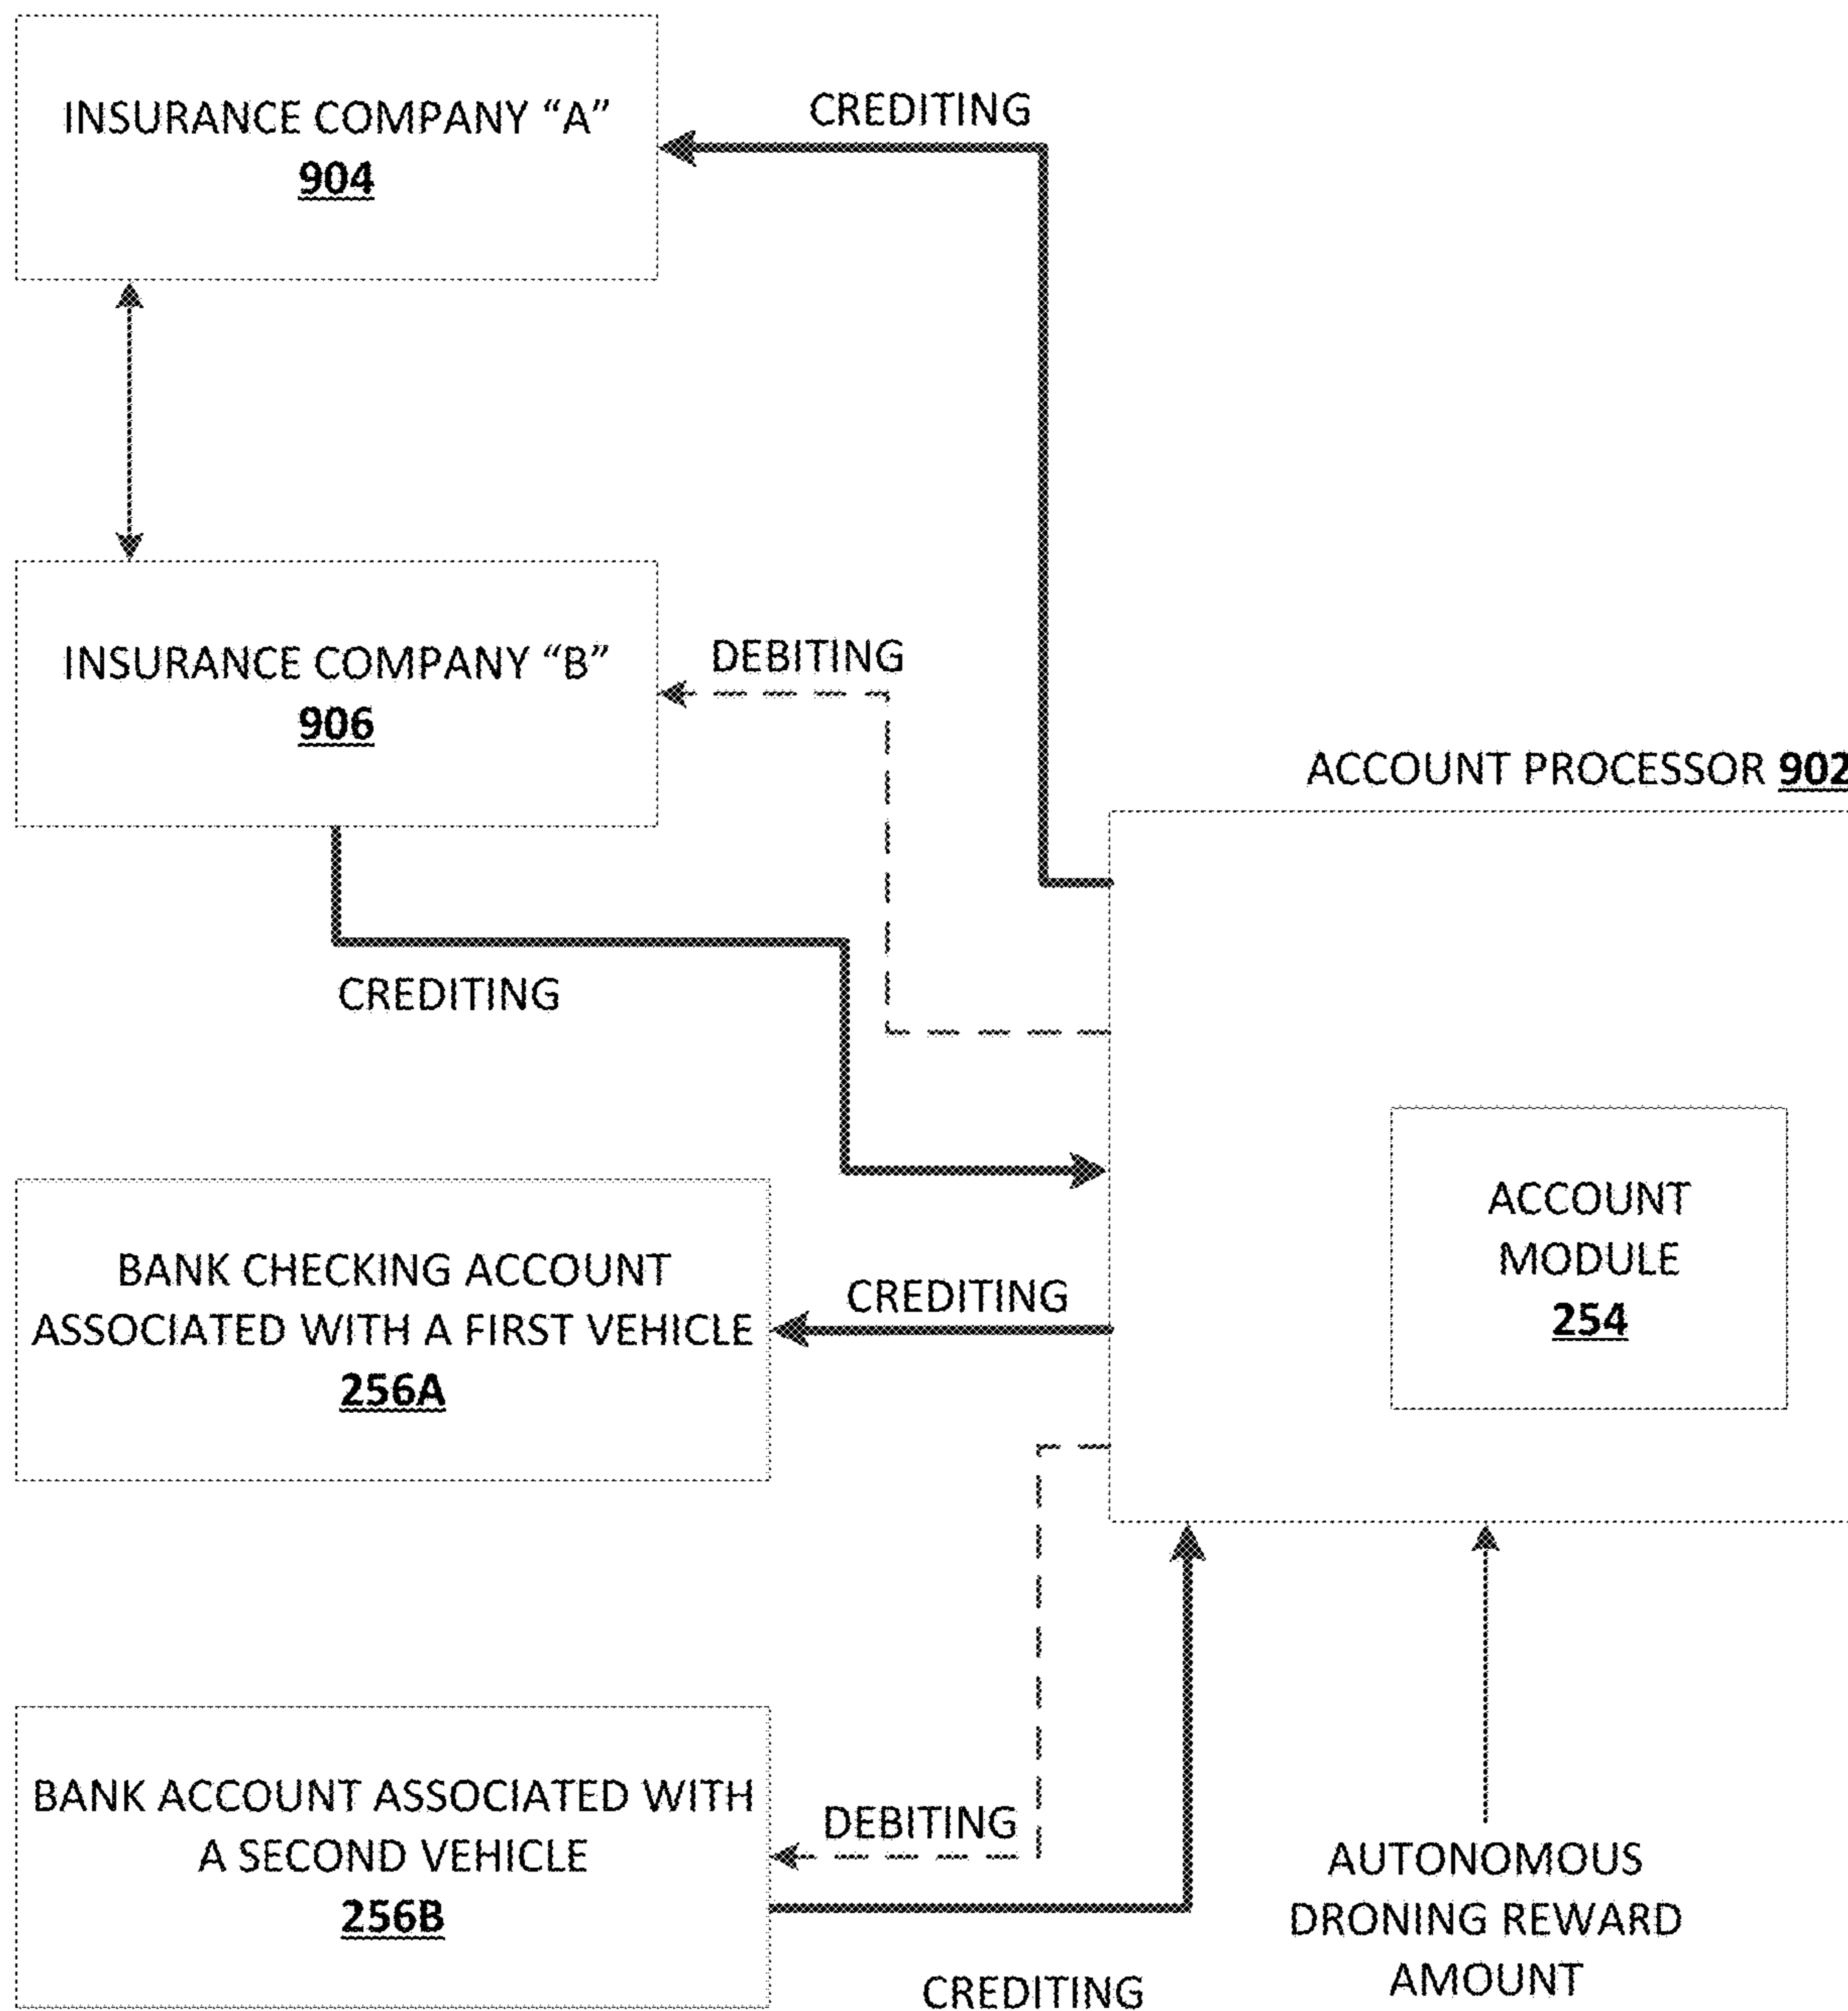 INSURANCE COMPANY “A”
904
CREDITING
INSURANCE COMPANY “B”
906
DEBITING
ACCOUNT PROCESSOR 902
CREDITING
ACCOUNT
MODULE
254
BANK CHECKING ACCOUNT
ASSOCIATED WITH A FIRST VEHICLE
256A
CREDITING
BANK ACCOUNT ASSOCIATED WITH
A SECOND VEHICLE
256B
DEBITING
CREDITING
AUTONOMOUS
DRONING REWARD
AMOUNT